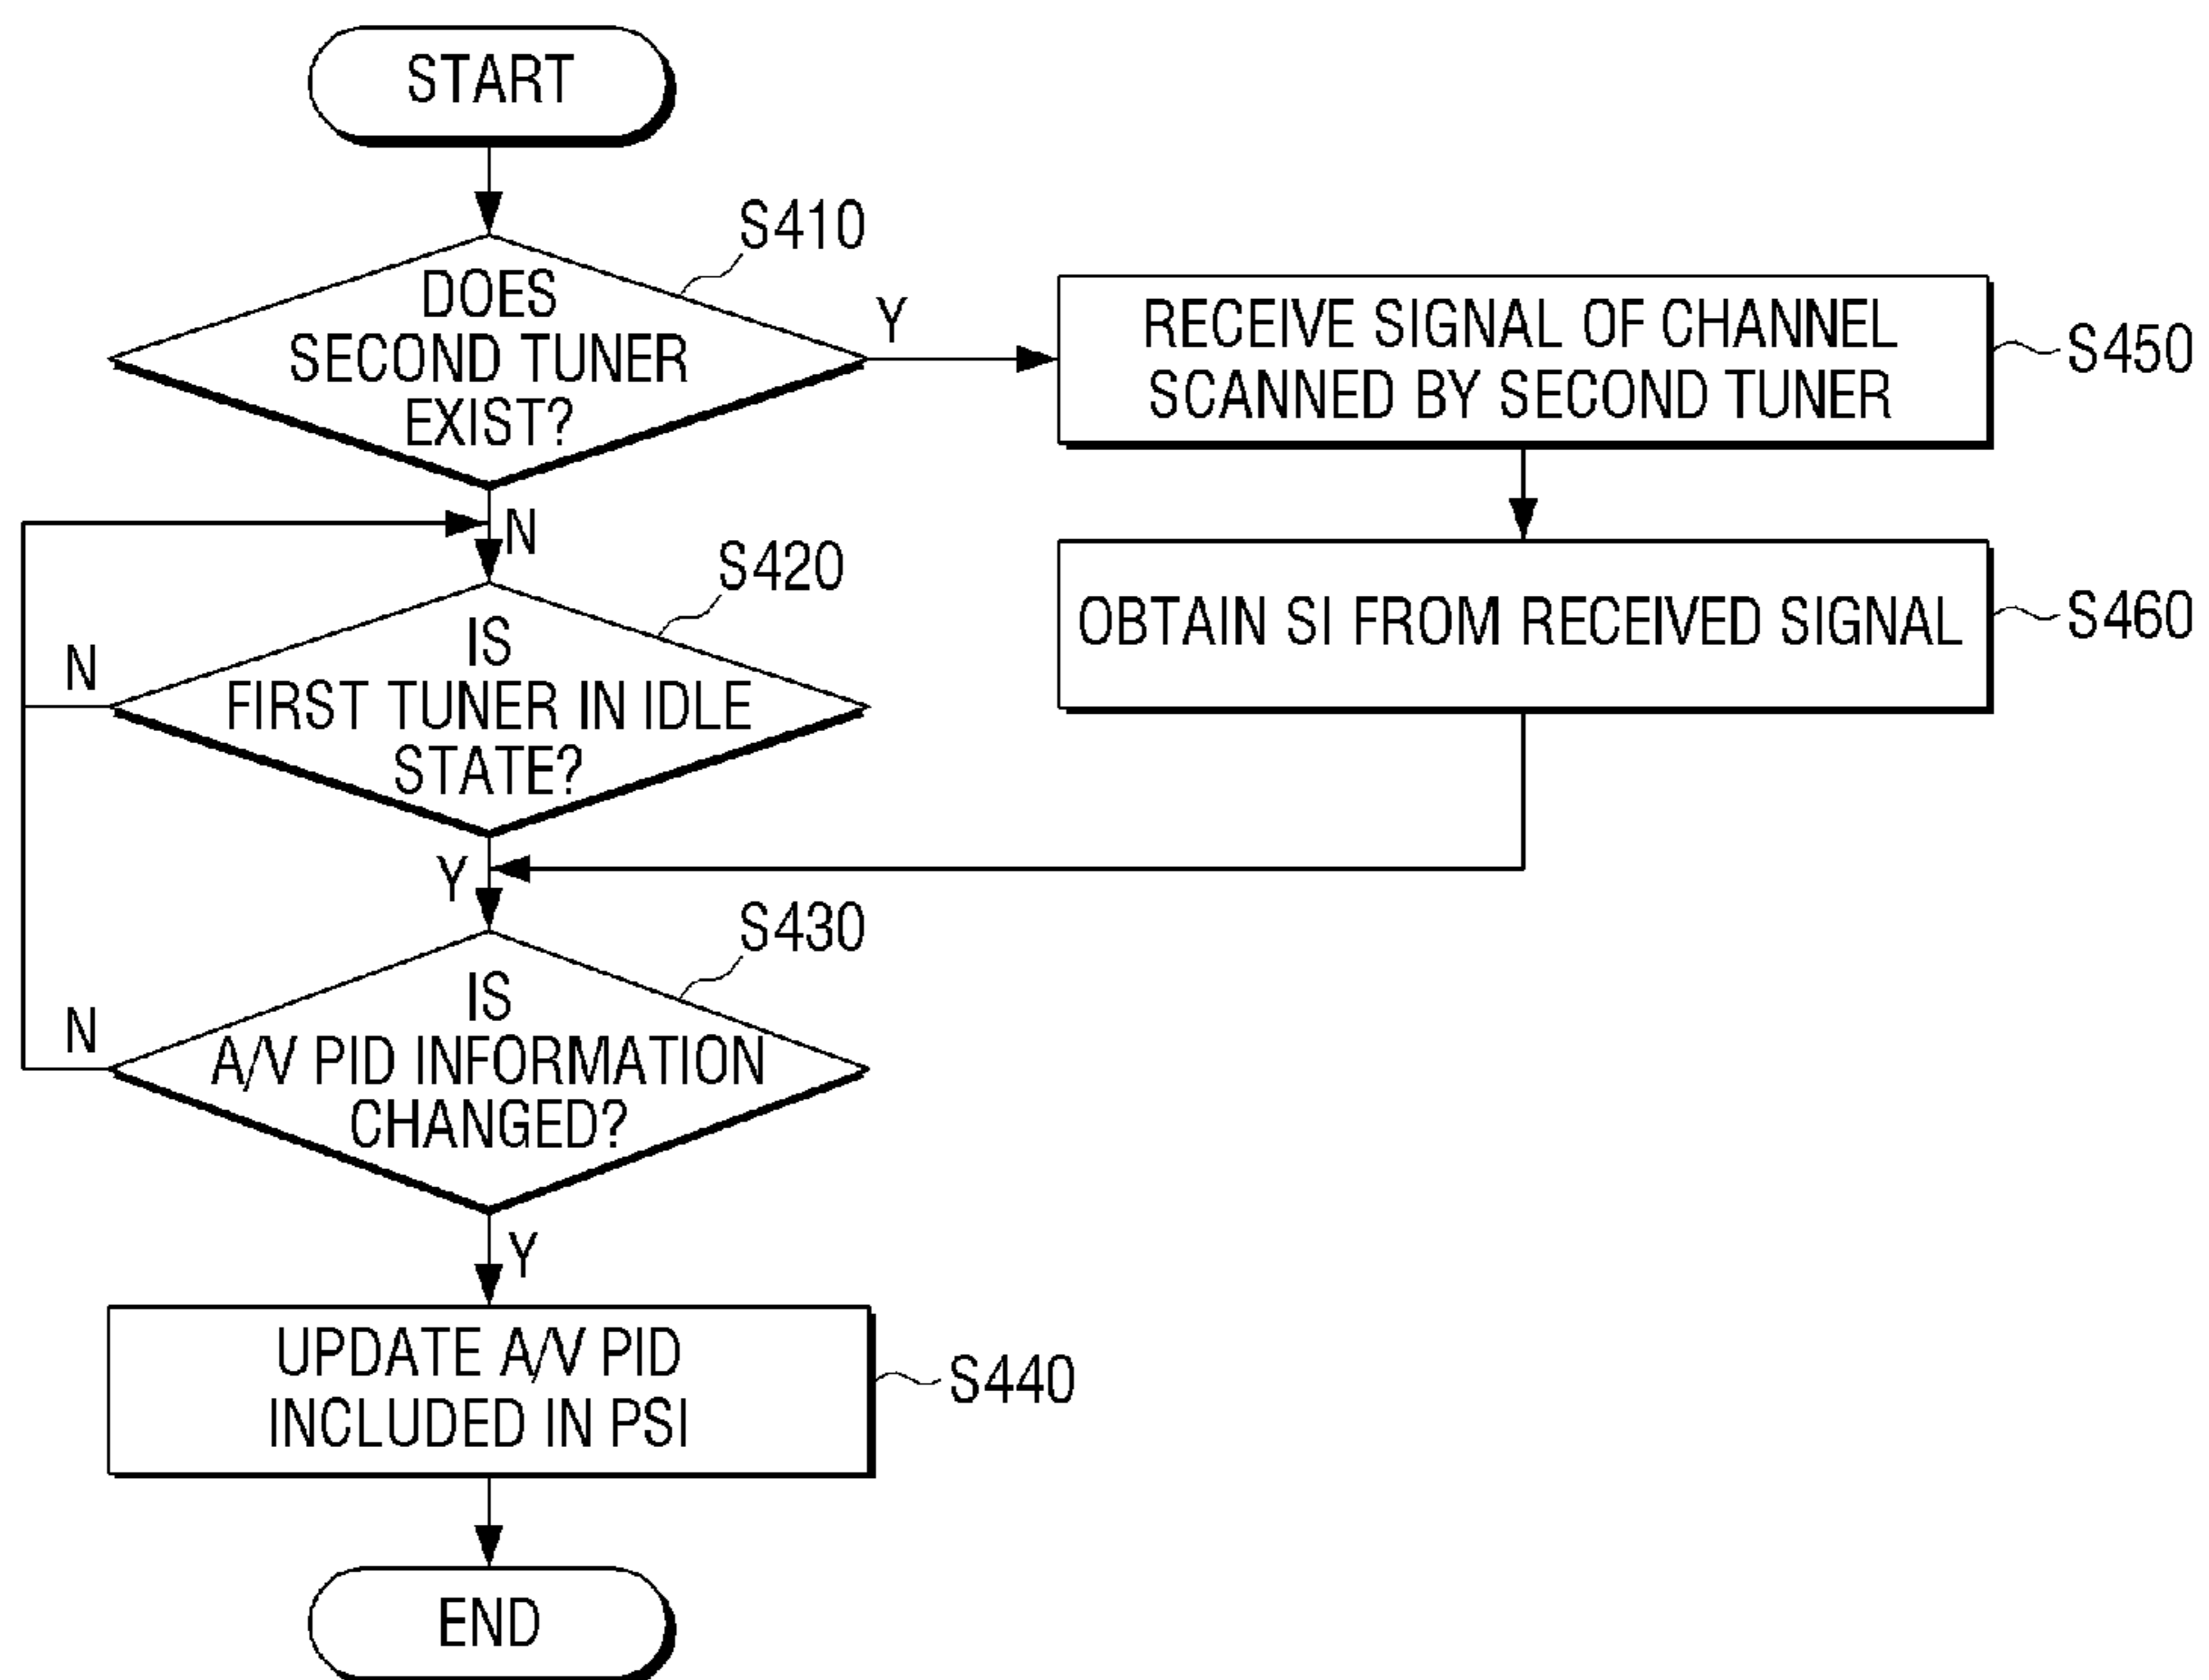 START
S410
DOES
SECOND TUNER
EXIST?
Y
RECEIVE SIGNAL OF CHANNEL
SCANNED BY SECOND TUNER
S450
N
S420
IS
FIRST TUNER IN IDLE
STATE?
N
OBTAIN SI FROM RECEIVED SIGNAL
S460
Y
S430
IS
A/V PID INFORMATION
CHANGED?
N
Y
UPDATE A/V PID
INCLUDED IN PSI
S440
END